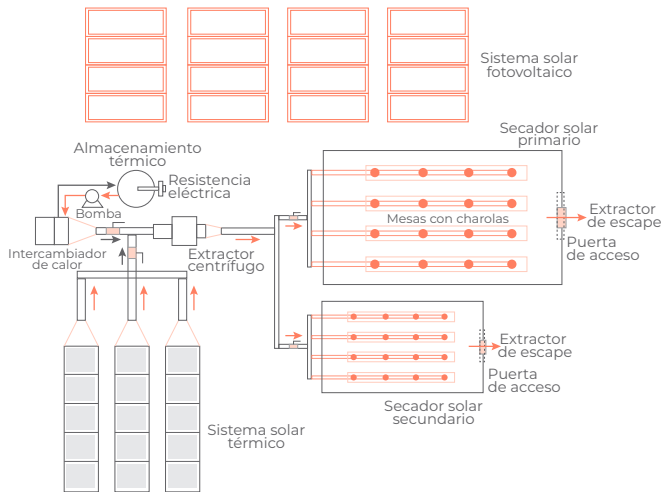 Sistema solar
fotovoltaico
Secador solar
primario
Almacenamiento
térmico
Resistencia
eléctrica
Bomba
Mesas con charolas
Extractor
de escape
Puerta
de acceso
Intercambiador
de calor
Extractor
centrífugo
Extractor
de escape
Puerta
de acceso
Secador solar
secundario
Sistema solar
térmico